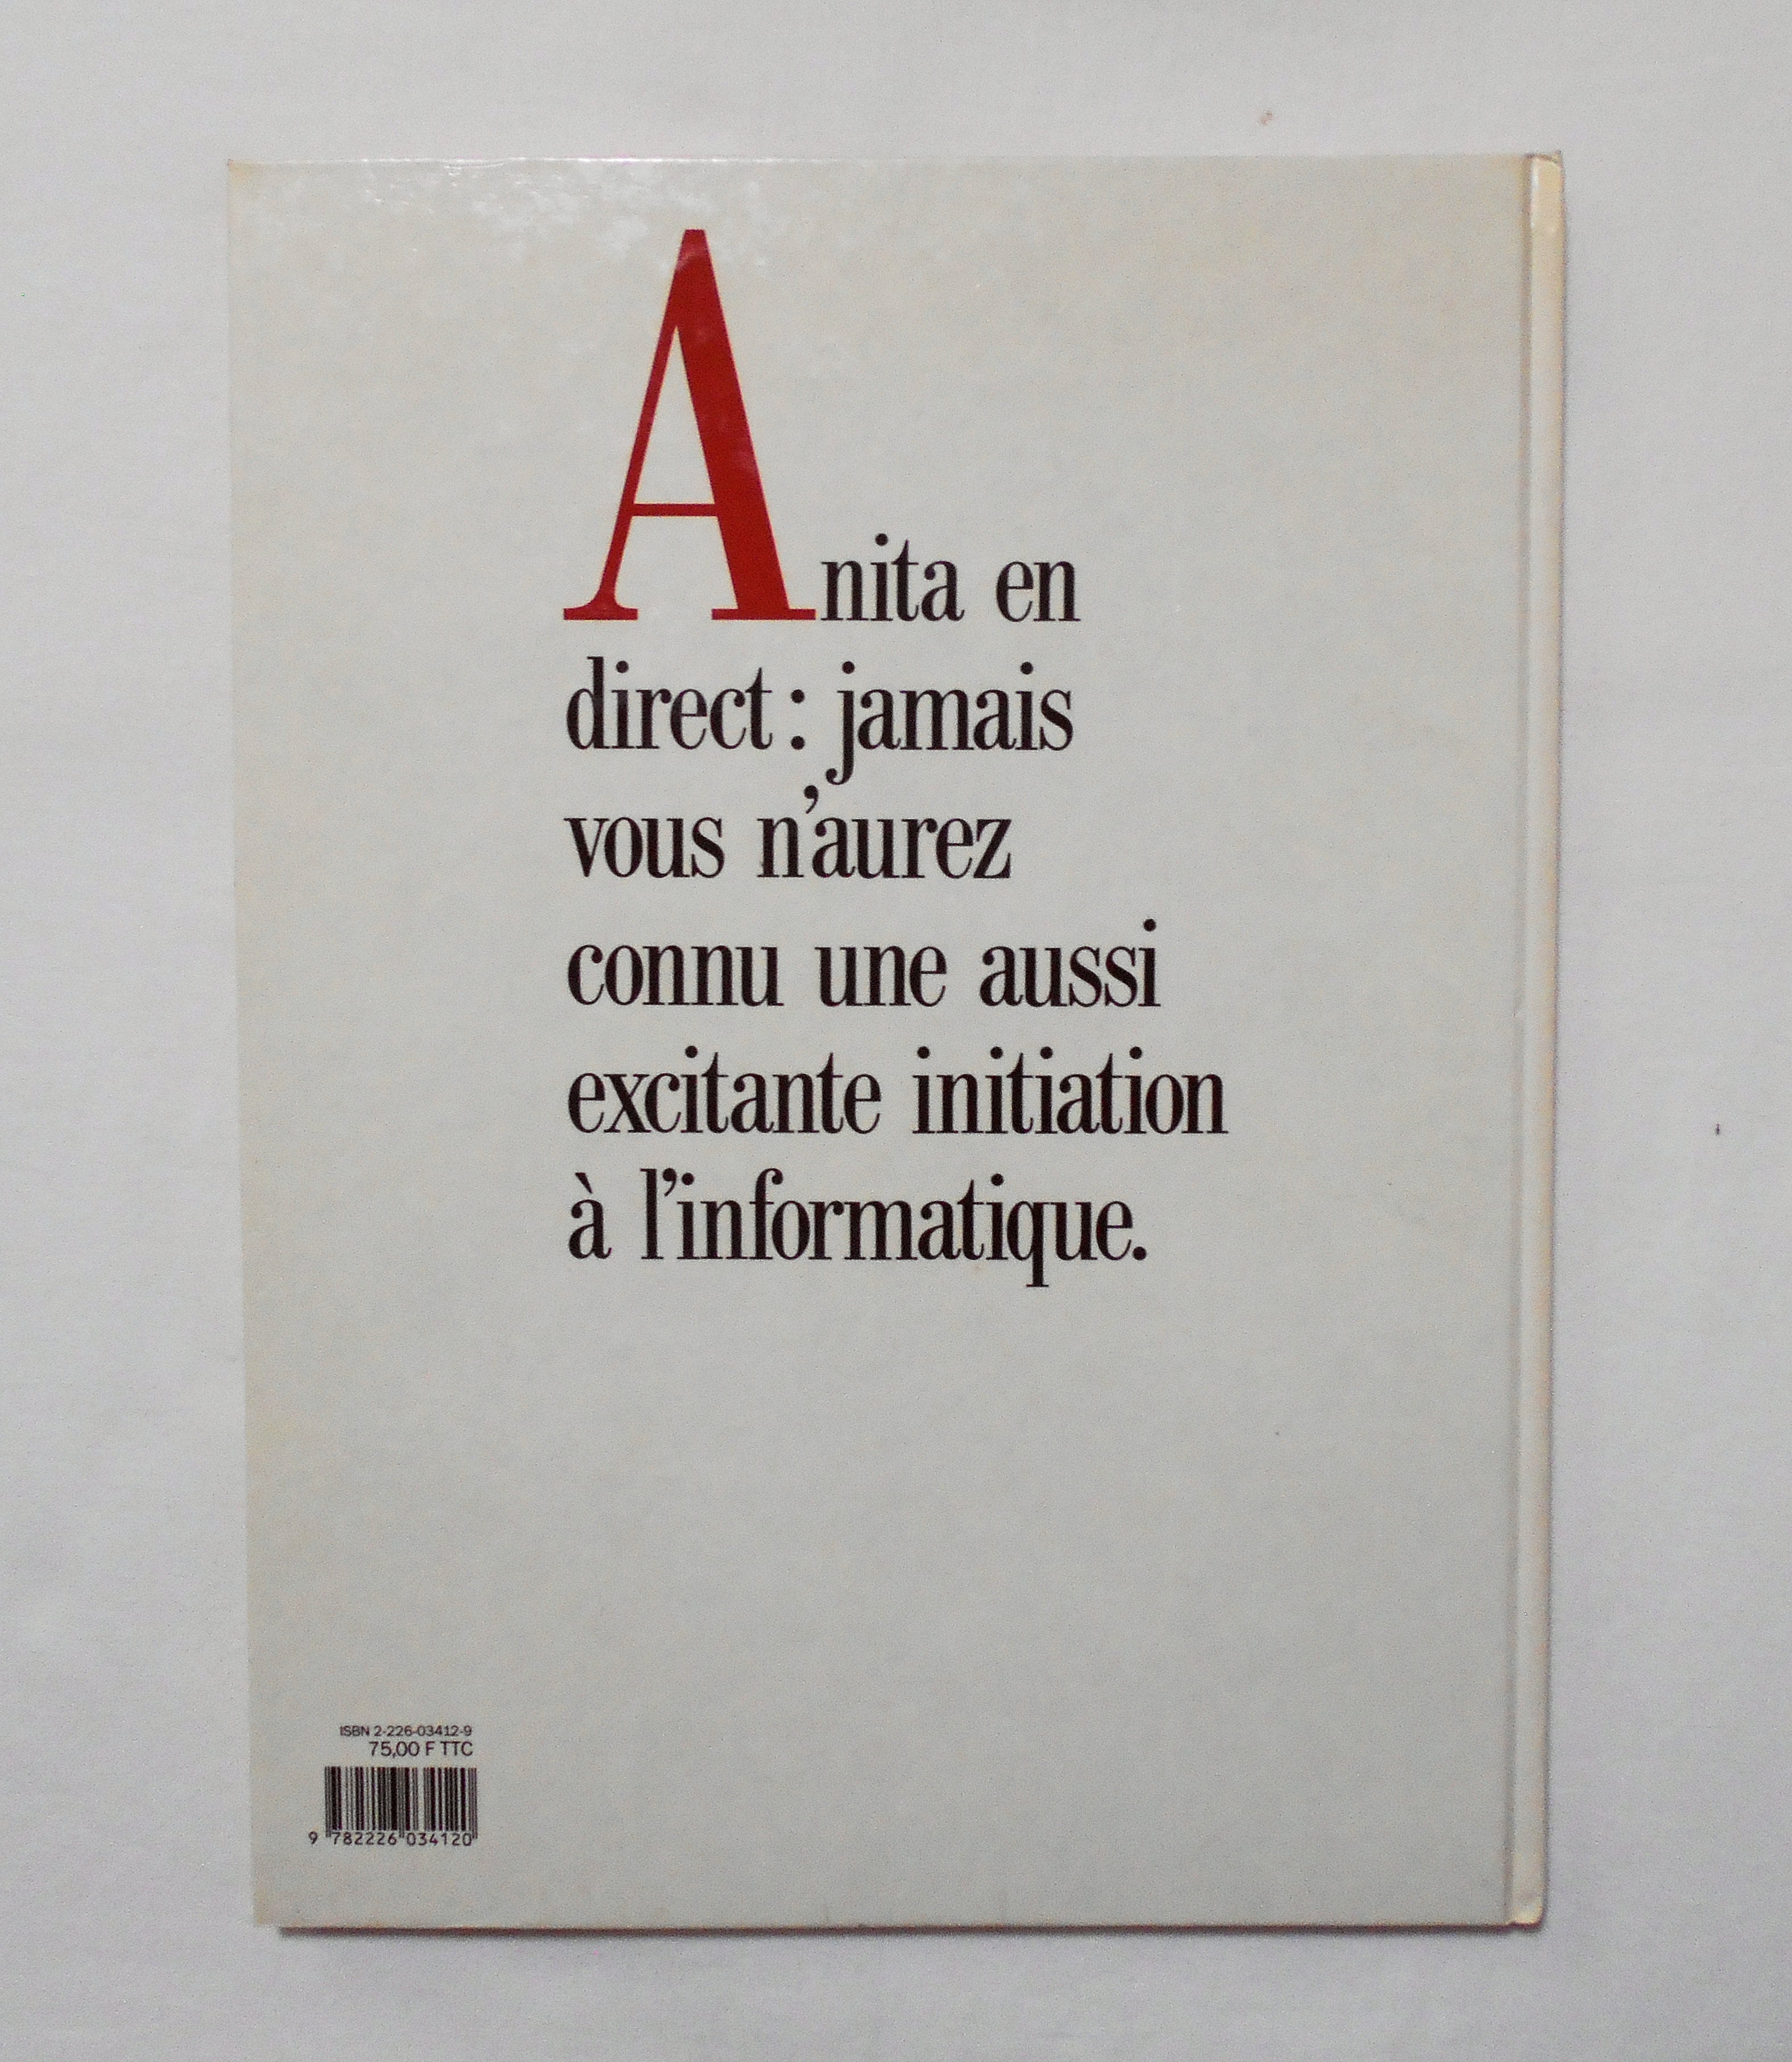 Anita en
direct : jamais
vous n'aurez
connu une aussi
excitante initiation
à l'informatique.
ISBN 2-226-03412-9
75,00 F TTC
9 782226 034120